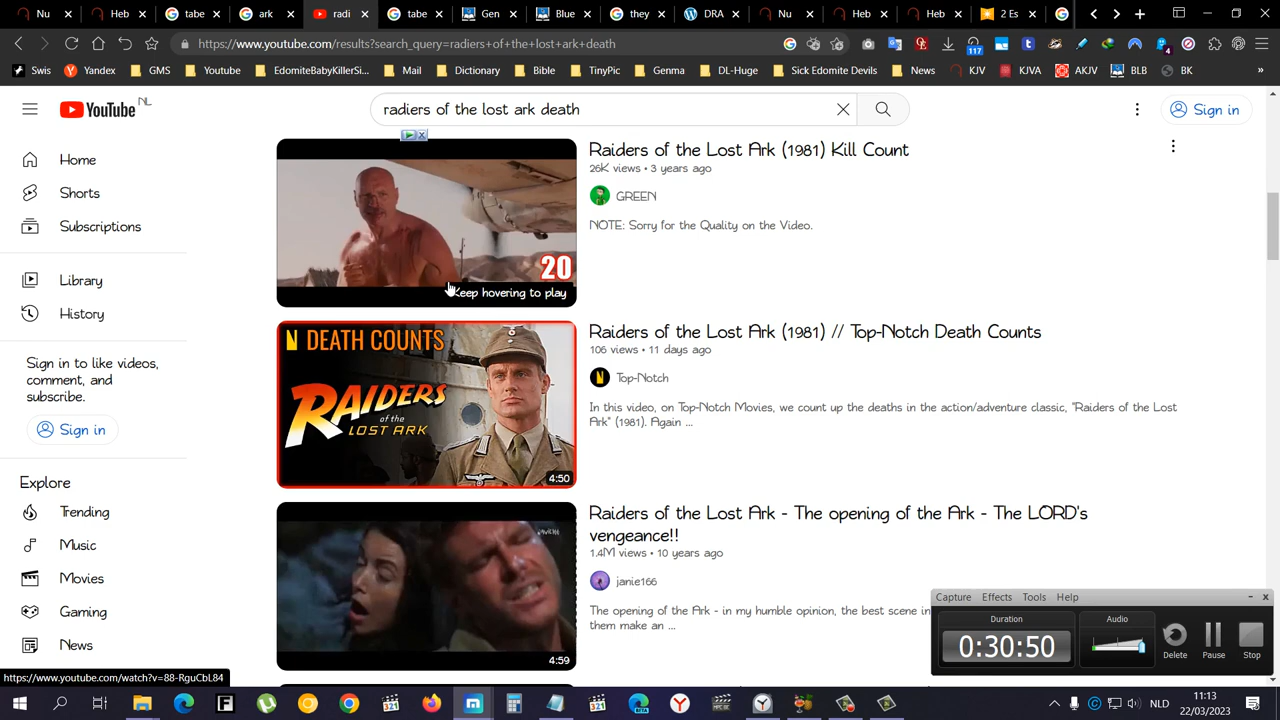 Nu
Heb
tabe
ark
radi
tabe
Gen
Blue
they
DRA
Nu
Heb
Heb
2 Es
https://www.youtube.com/results?search_query=radiers+of+the+lost+ark+death
117
4
Swis
Yandex
GMS
Youtube
EdomiteBabyKillerSi...
Mail
Dictionary
Bible
TinyPic
Genma
DL-Huge
Sick Edomite Devils
News
KJV
KJVA
AKJV
BLB
BK
YouTube NL
radiers of the lost ark death
Sign in
Home
Shorts
Subscriptions
Library
History
Sign in to like videos,
comment, and
subscribe.
Sign in
Explore
Trending
Music
Movies
Gaming
News
20
Keep hovering to play
Raiders of the Lost Ark (1981) Kill Count
26K views • 3 years ago
GREEN
NOTE: Sorry for the Quality on the Video.
DEATH COUNTS
RAIDERS
of the
LOST ARK
4:50
Raiders of the Lost Ark (1981) // Top-Notch Death Counts
106 views • 11 days ago
Top-Notch
In this video, on Top-Notch Movies, we count up the deaths in the action/adventure classic, "Raiders of the Lost
Ark" (1981). Again ...
janie166
4:59
Raiders of the Lost Ark - The opening of the Ark - The LORD's
vengeance!!
1.4M views • 10 years ago
janie166
The opening of the Ark - in my humble opinion, the best scene in
them make an ...
Capture Effects Tools Help
Duration
0:30:50
Audio
Delete
Pause
Stop
https://www.youtube.com/watch?v=88-RguCbL84
321
321
BETA
NLD
11:13
22/03/2023